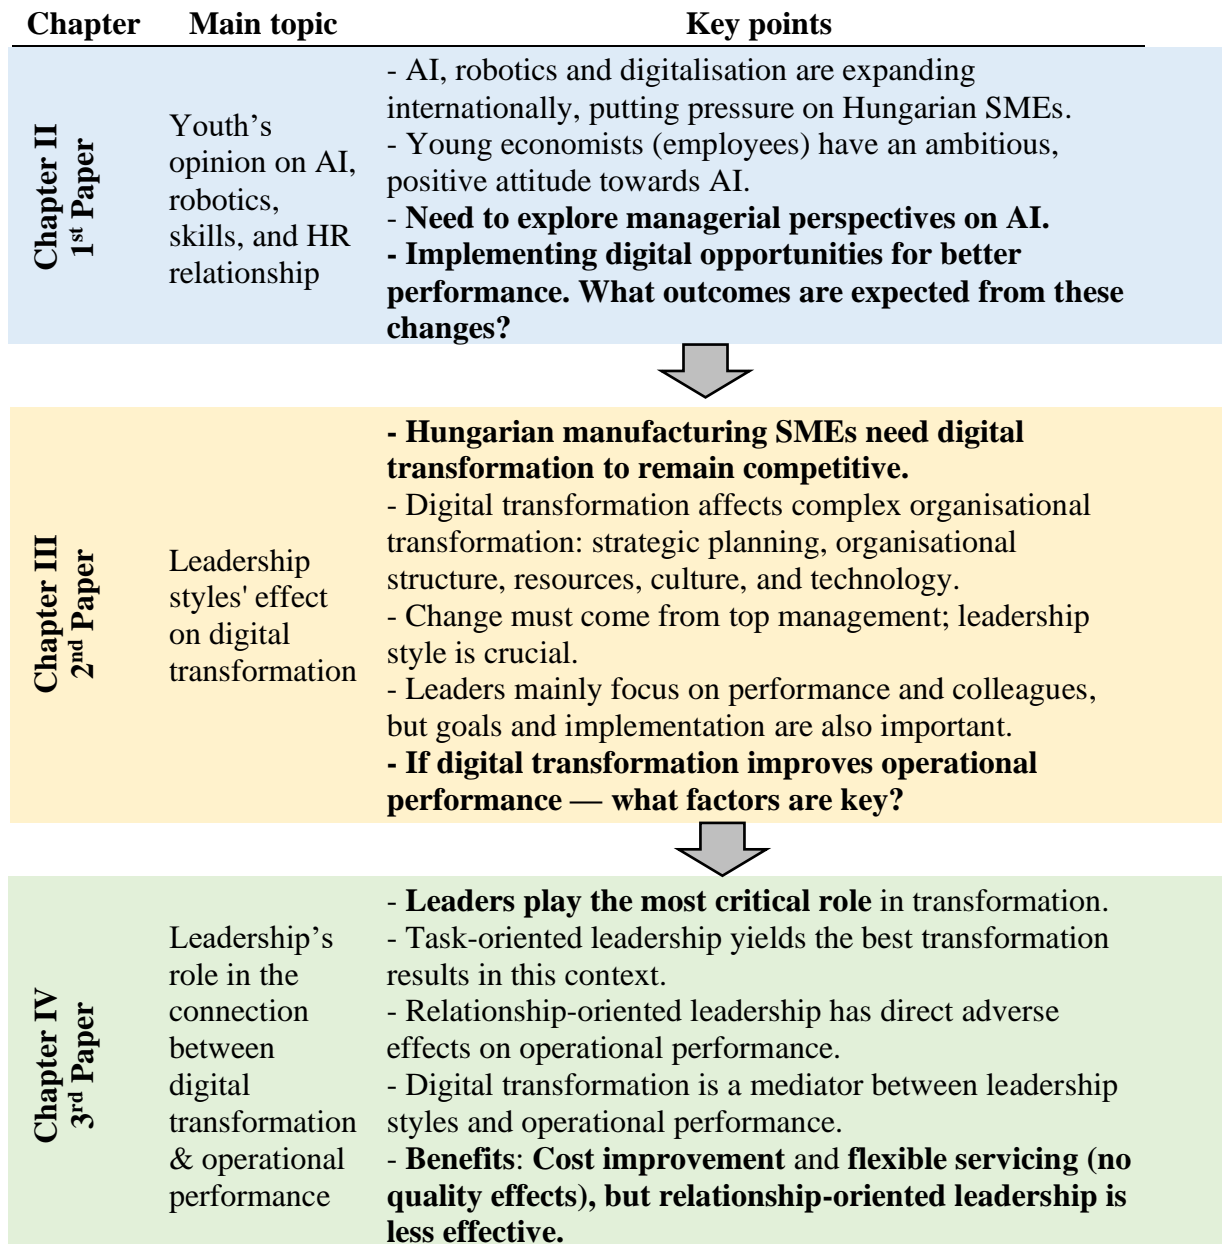 Chapter Main topic Key points
Chapter II
1st Paper
Youth's
opinion on AI,
robotics,
skills, and HR
relationship
- AI, robotics and digitalisation are expanding
internationally, putting pressure on Hungarian SMEs.
- Young economists (employees) have an ambitious,
positive attitude towards AI.
- Need to explore managerial perspectives on AI.
- Implementing digital opportunities for better
performance. What outcomes are expected from these
changes?
Chapter III
2nd Paper
Leadership
styles' effect
on digital
transformation
- Hungarian manufacturing SMEs need digital
transformation to remain competitive.
- Digital transformation affects complex organisational
transformation: strategic planning, organisational
structure, resources, culture, and technology.
- Change must come from top management; leadership
style is crucial.
- Leaders mainly focus on performance and colleagues,
but goals and implementation are also important.
- If digital transformation improves operational
performance — what factors are key?
Chapter IV
3rd Paper
Leadership’s
role in the
connection
between
digital
transformation
& operational
performance
- Leaders play the most critical role in transformation.
- Task-oriented leadership yields the best transformation
results in this context.
- Relationship-oriented leadership has direct adverse
effects on operational performance.
- Digital transformation is a mediator between leadership
styles and operational performance.
- Benefits: Cost improvement and flexible servicing (no
quality effects), but relationship-oriented leadership is
less effective.